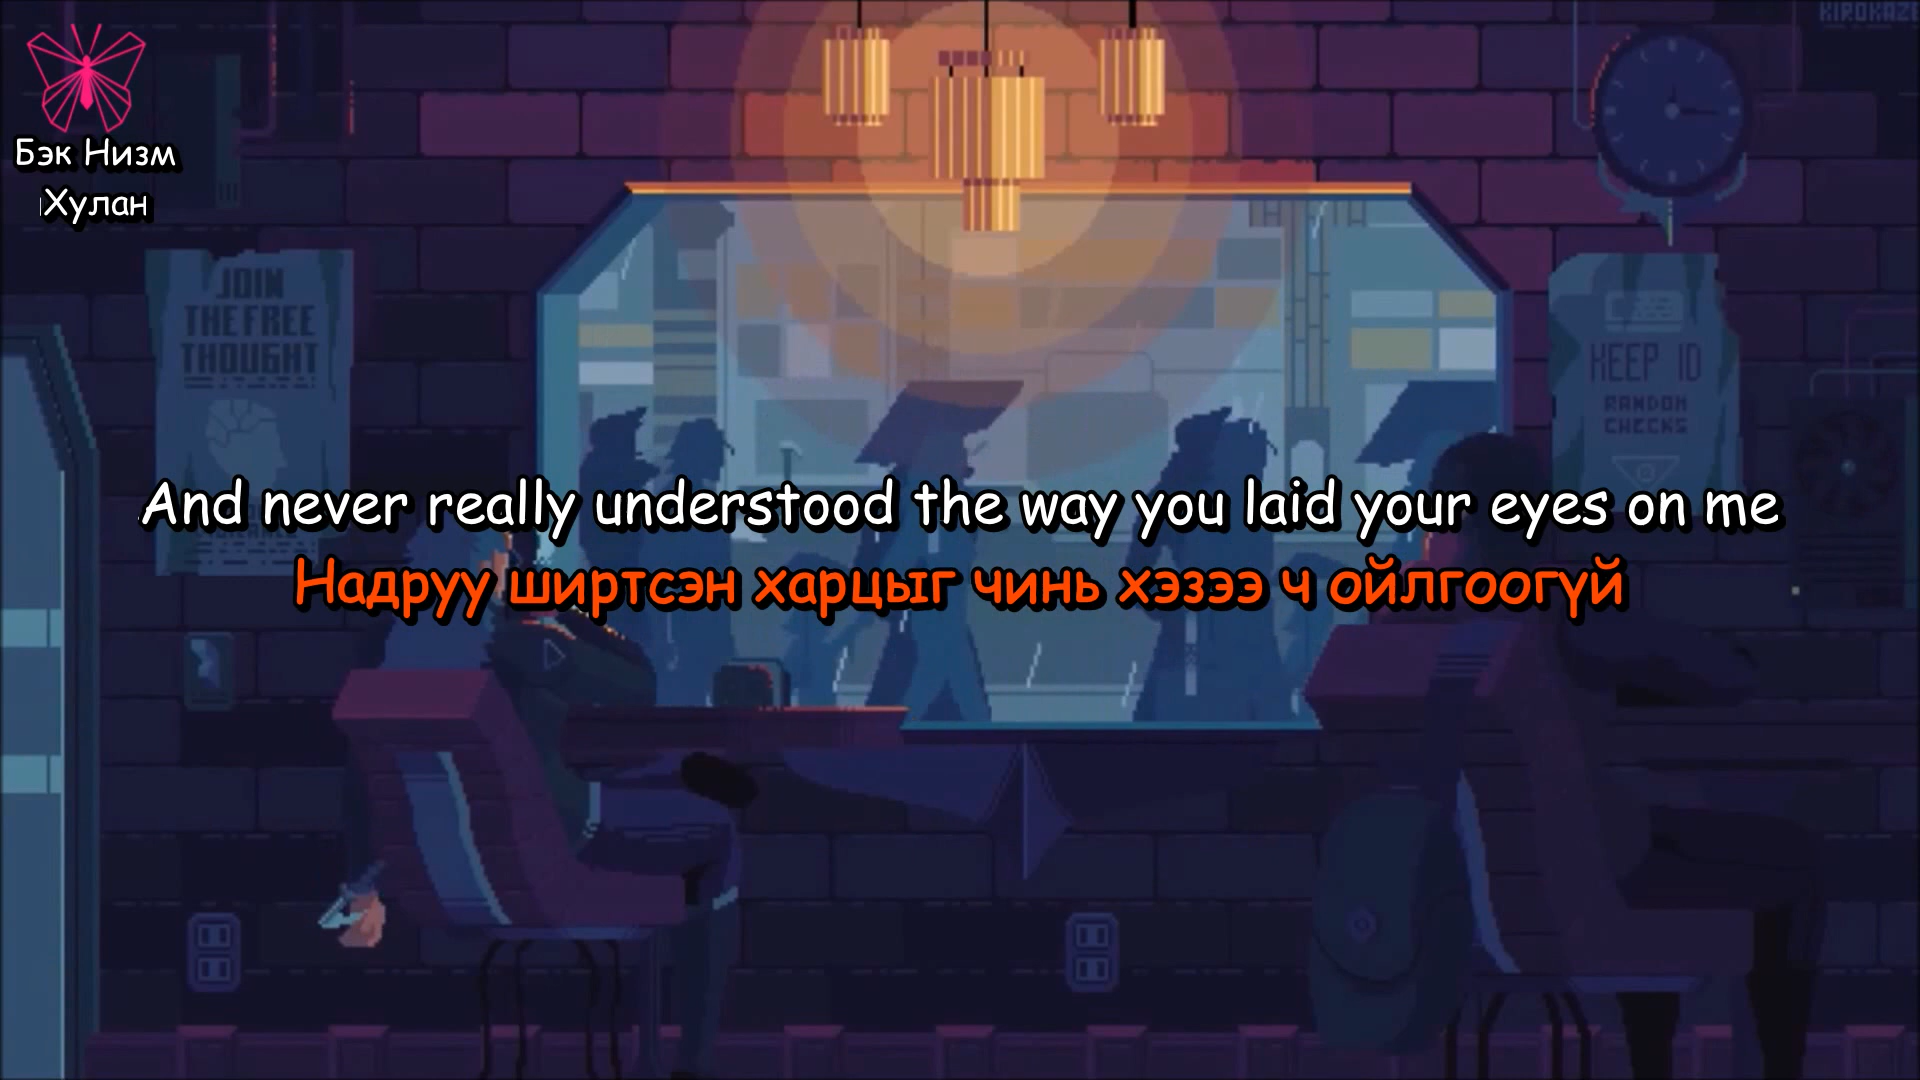 KIROKAZE
Бэк Низм
Хулан
JOIN
THE FREE
THOUGHT
KEEP ID
RANDOM
CHECKS
And never really understood the way you laid your eyes on me
Надруу ширтсэн харцыг чинь хэзээ ч ойлгоогүй